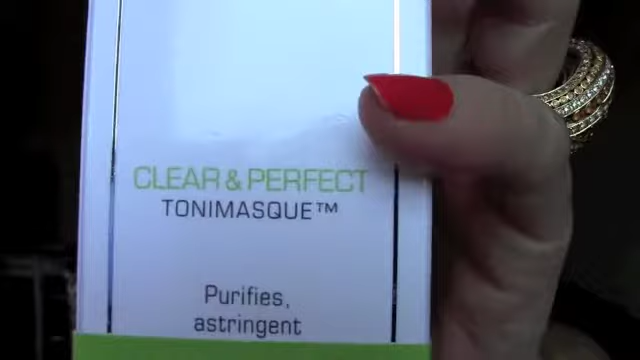 CLEAR & PERFECT
TONIMASQUE™
Purifies,
astringent